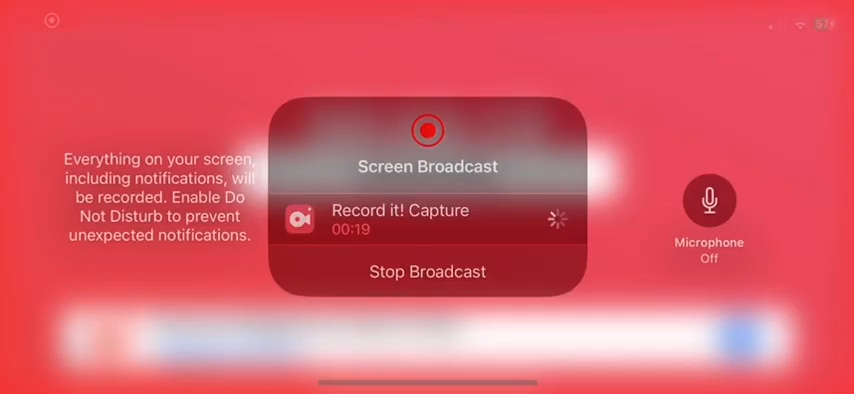 57
Everything on your screen,
including notifications, will
be recorded. Enable Do
Not Disturb to prevent
unexpected notifications.
Screen Broadcast
Record it! Capture
00:19
Stop Broadcast
Microphone
Off